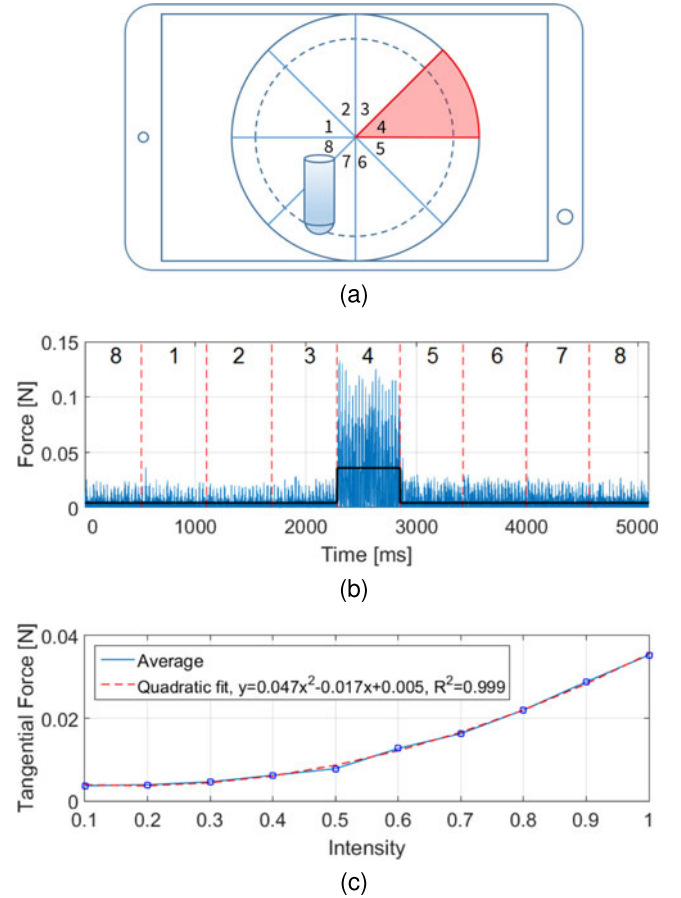 2 3
1 4
8 5
7 6
(a)
0.15
0.1
0.05
0
Force [N]
8 1 2 3 4 5 6 7 8
0 1000 2000 3000 4000 5000
Time [ms]
(b)
0.04
0.02
0
Tangential Force [N]
Average
Quadratic fit, y=0.047x²-0.017x+0.005, R²=0.999
0.1 0.2 0.3 0.4 0.5 0.6 0.7 0.8 0.9 1
Intensity
(c)